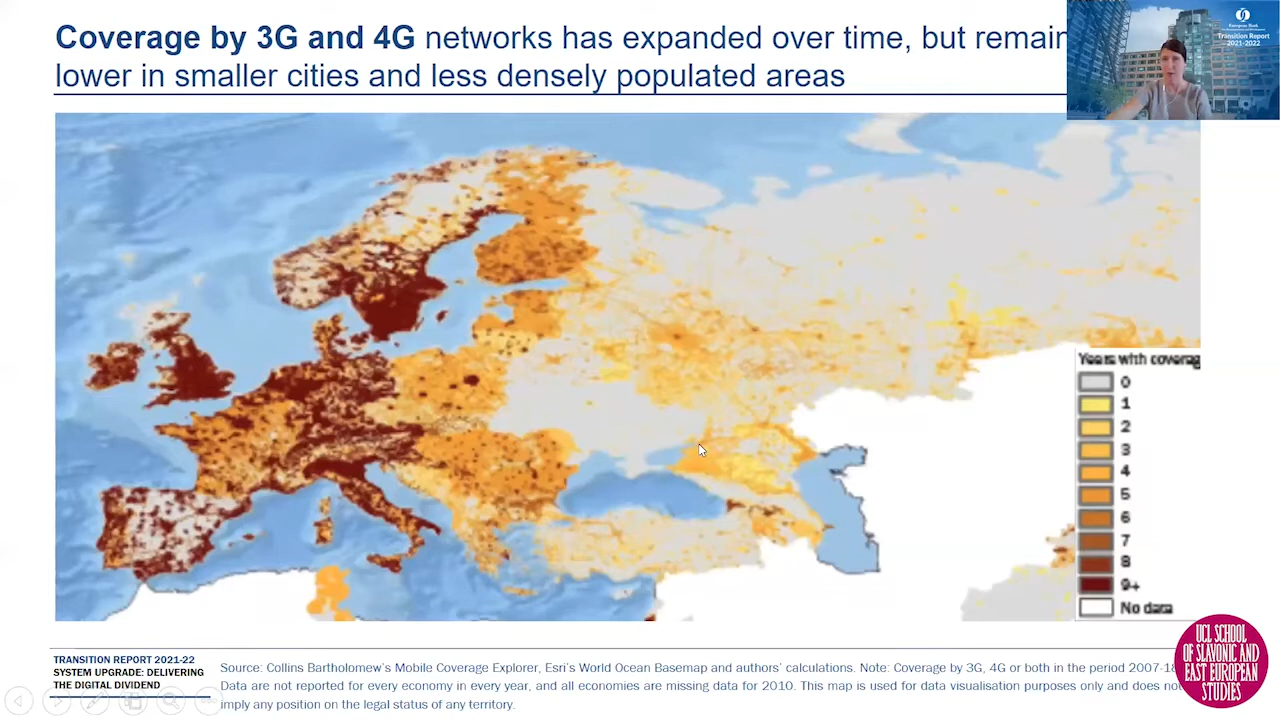 Coverage by 3G and 4G networks has expanded over time, but remain
lower in smaller cities and less densely populated areas
Transition Report
2021-2022
Years with coverag
0
1
2
3
4
5
6
7
8
9+
No data
TRANSITION REPORT 2021-22
SYSTEM UPGRADE: DELIVERING
THE DIGITAL DIVIDEND
Source: Collins Bartholomew's Mobile Coverage Explorer, Esri's World Ocean Basemap and authors' calculations. Note: Coverage by 3G, 4G or both in the period 2007-18
Data are not reported for every economy in every year, and all economies are missing data for 2010. This map is used for data visualisation purposes only and does no
imply any position on the legal status of any territory.
UCL SCHOOL
OF SLAVONIC AND
EAST EUROPEAN
STUDIES